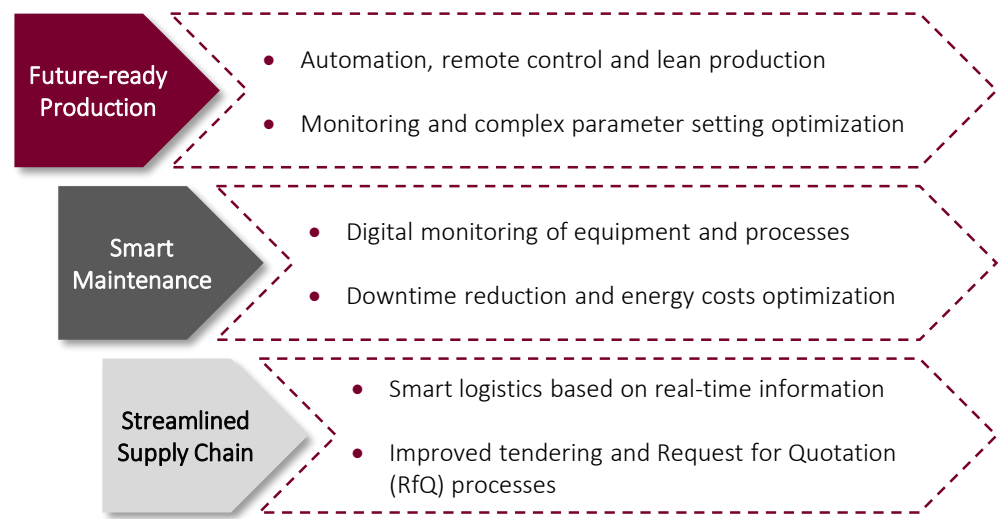 Future-ready
Production
• Automation, remote control and lean production
• Monitoring and complex parameter setting optimization
Smart
Maintenance
• Digital monitoring of equipment and processes
• Downtime reduction and energy costs optimization
Streamlined
Supply Chain
• Smart logistics based on real-time information
• Improved tendering and Request for Quotation
(RfQ) processes